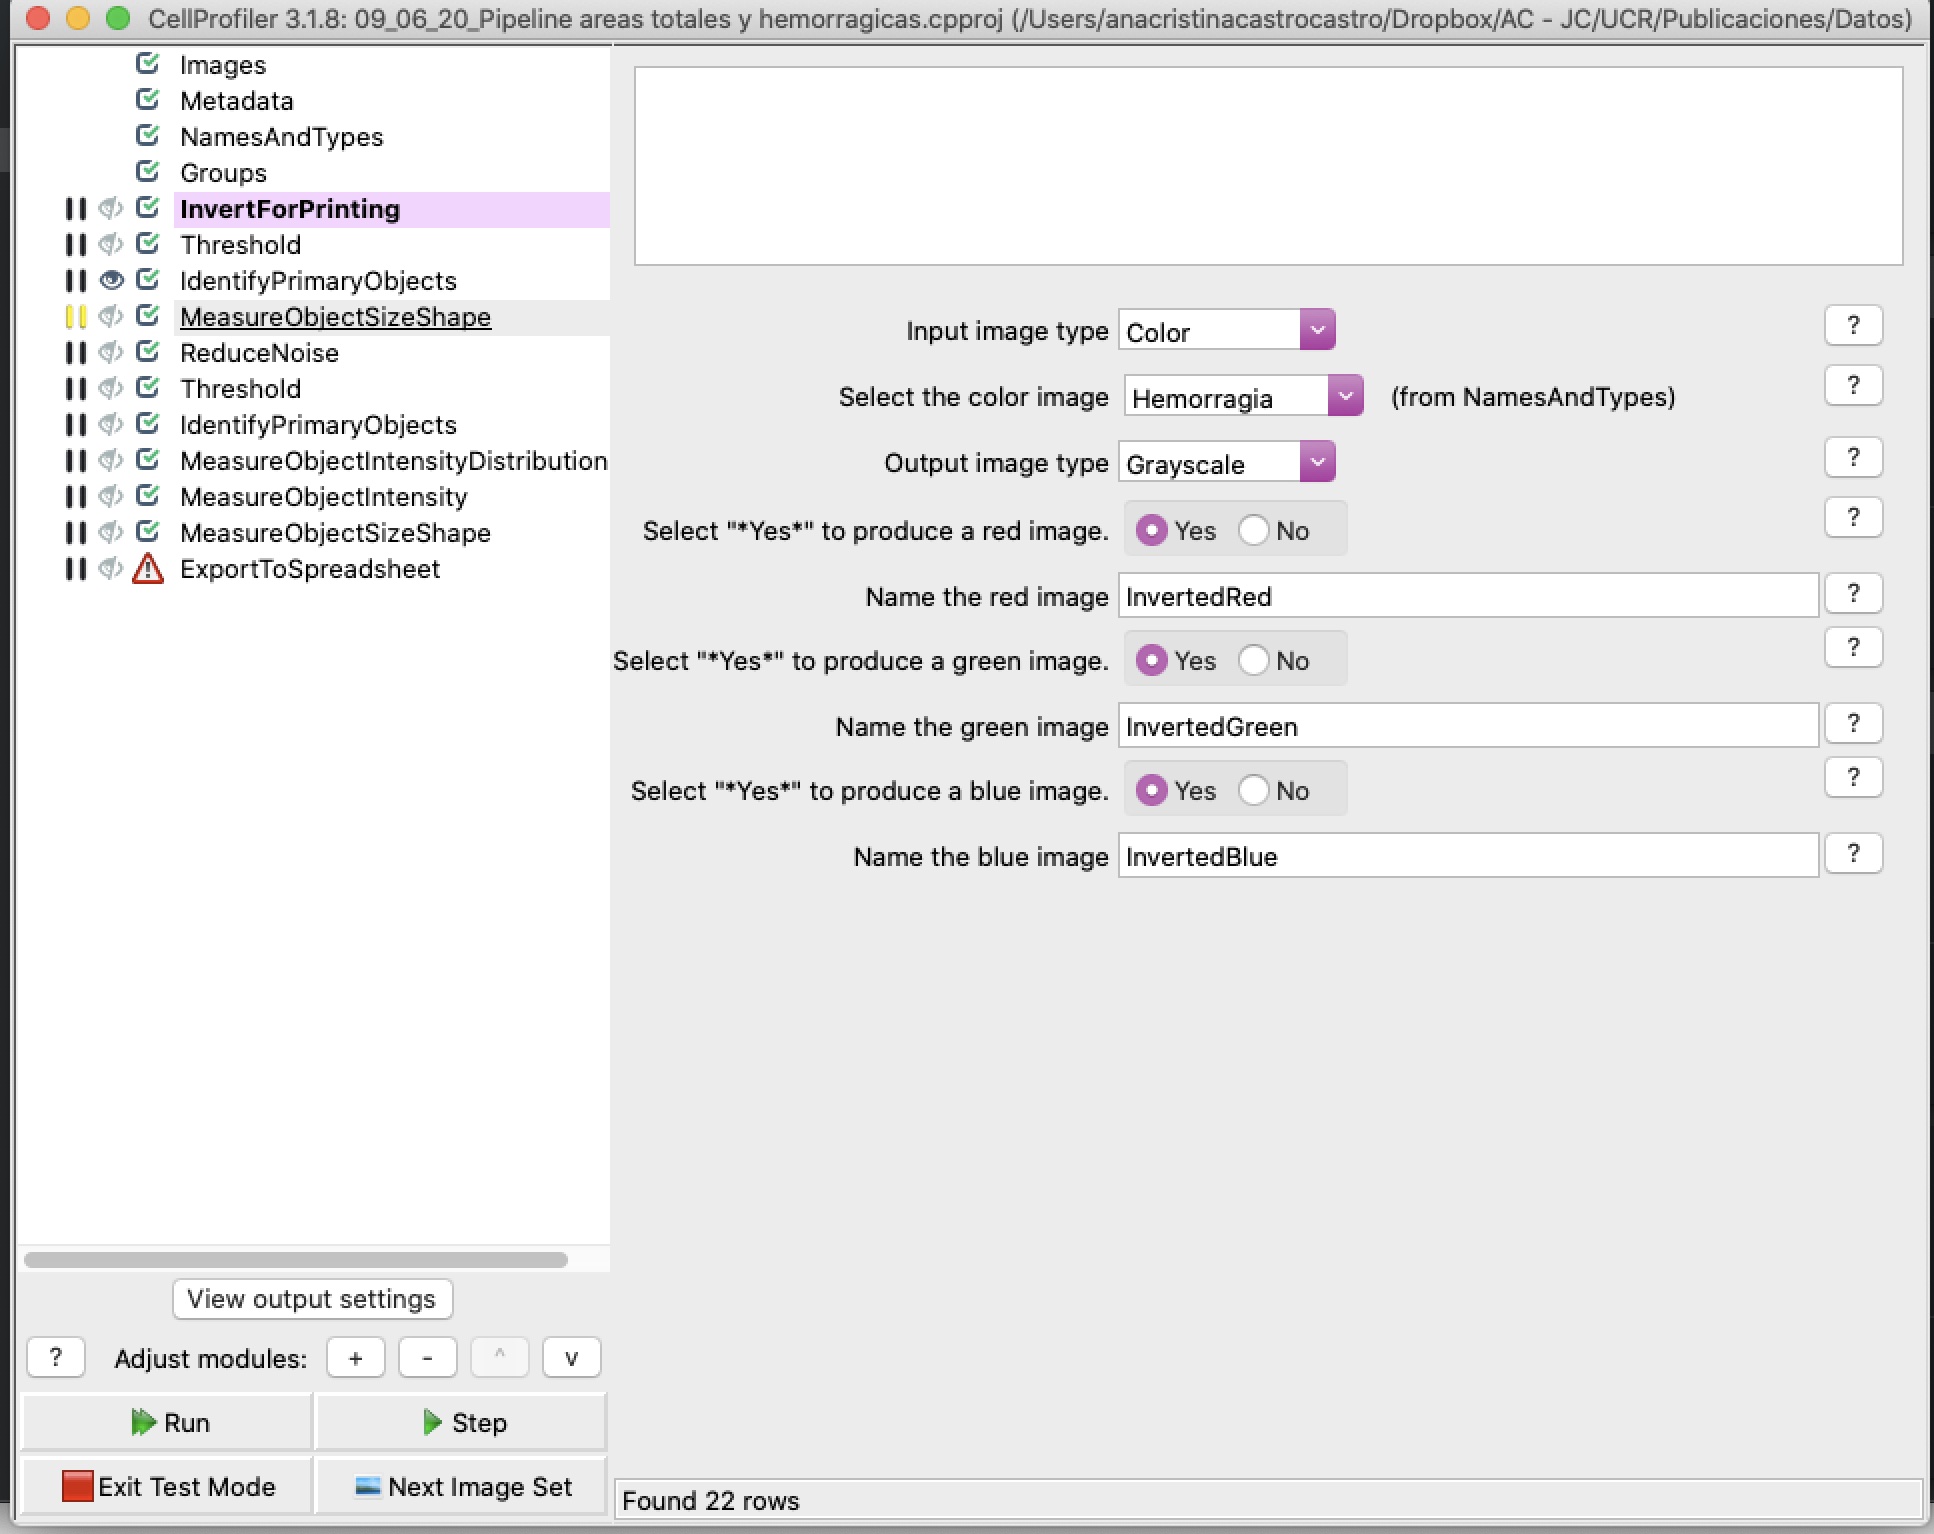 CellProfiler 3.1.8: 09_06_20_Pipeline areas totales y hemorragicas.cpproj (/Users/anacristinacastrocastro/Dropbox/AC - JC/UCR/Publicaciones/Datos)
Images
Metadata
NamesAndTypes
Groups
InvertForPrinting
Threshold
IdentifyPrimaryObjects
MeasureObjectSizeShape
ReduceNoise
Threshold
IdentifyPrimaryObjects
MeasureObjectIntensityDistribution
MeasureObjectIntensity
MeasureObjectSizeShape
ExportToSpreadsheet
View output settings
? Adjust modules: + - ^ v
Run Step
Exit Test Mode Next Image Set
Input image type Color ?
Select the color image Hemorragia (from NamesAndTypes) ?
Output image type Grayscale ?
Select "*Yes*" to produce a red image. Yes No ?
Name the red image InvertedRed ?
Select "*Yes*" to produce a green image. Yes No ?
Name the green image InvertedGreen ?
Select "*Yes*" to produce a blue image. Yes No ?
Name the blue image InvertedBlue ?
Found 22 rows